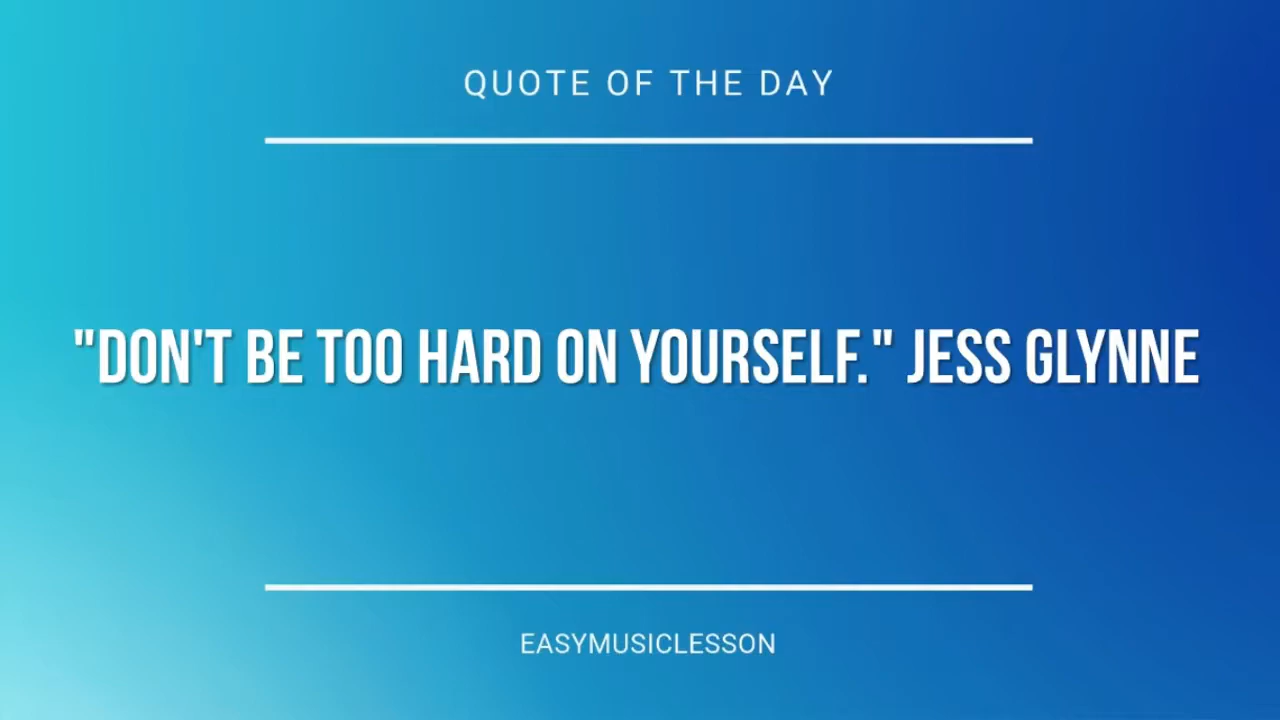 QUOTE OF THE DAY
"DON'T BE TOO HARD ON YOURSELF." JESS GLYNNE
EASYMUSICLESSON